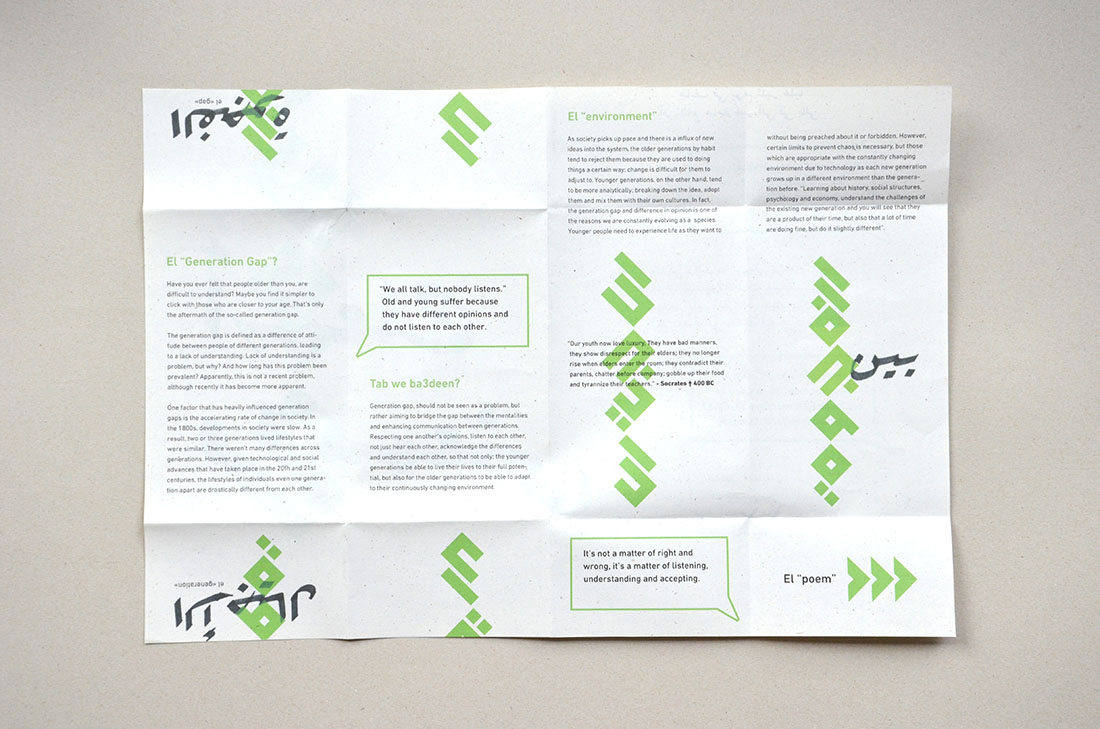 الفجوة
el «gap»
El "Generation Gap"?
Have you ever felt that people older than you, are
difficult to understand? Maybe you find it simpler to
click with those who are closer to your age. That's only
the aftermath of the so-called generation gap.
The generation gap is defined as a difference of atti-
tude between people of different generations, leading
to a lack of understanding. Lack of understanding is a
problem, but why? And how long has this problem been
prevalent? Apparently, this is not a recent problem,
although recently it has become more apparent.
One factor that has heavily influenced generation
gaps is the accelerating rate of change in society. In
the 1800s, developments in society were slow. As a
result, two or three generations lived lifestyles that
were similar. There weren't many differences across
generations. However, given technological and social
advances that have taken place in the 20th and 21st
centuries, the lifestyles of individuals even one genera-
tion apart are drastically different from each other.
الأجيال
el «generation»
"We all talk, but nobody listens."
Old and young suffer because
they have different opinions and
do not listen to each other.
Tab we ba3deen?
Generation gap, should not be seen as a problem, but
rather aiming to bridge the gap between the mentalities
and enhancing communication between generations.
Respecting one another's opinions, listen to each other,
not just hear each other, acknowledge the differences
and understand each other, so that not only: the younger
generations be able to live their lives to their full poten-
tial, but also for the older generations to be able to adapt
to their continuously changing environment.
El "environment"
As society picks up pace and there is a influx of new
ideas into the system, the older generations by habit
tend to reject them because they are used to doing
things a certain way; change is difficult for them to
adjust to. Younger generations, on the other hand, tend
to be more analytically; breaking down the idea, adopt
them and mix them with their own cultures. In fact,
the generation gap and difference in opinion is one of
the reasons we are constantly evolving as a species.
Younger people need to experience life as they want to
without being preached about it or forbidden. However,
certain limits to prevent chaos is necessary, but those
which are appropriate with the constantly changing
environment due to technology as each new generation
grows up in a different environment than the genera-
tion before. "Learning about history, social structures,
psychology and economy, understand the challenges of
the existing new generation and you will see that they
are a product of their time, but also that a lot of time
are doing fine, but do it slightly different".
"Our youth now love luxury. They have bad manners,
they show disrespect for their elders; they no longer
rise when elders enter the room; they contradict their
parents, chatter before company; gobble up their food
and tyrannize their teachers." - Socrates † 400 BC
بين
It's not a matter of right and
wrong, it's a matter of listening,
understanding and accepting.
El "poem"